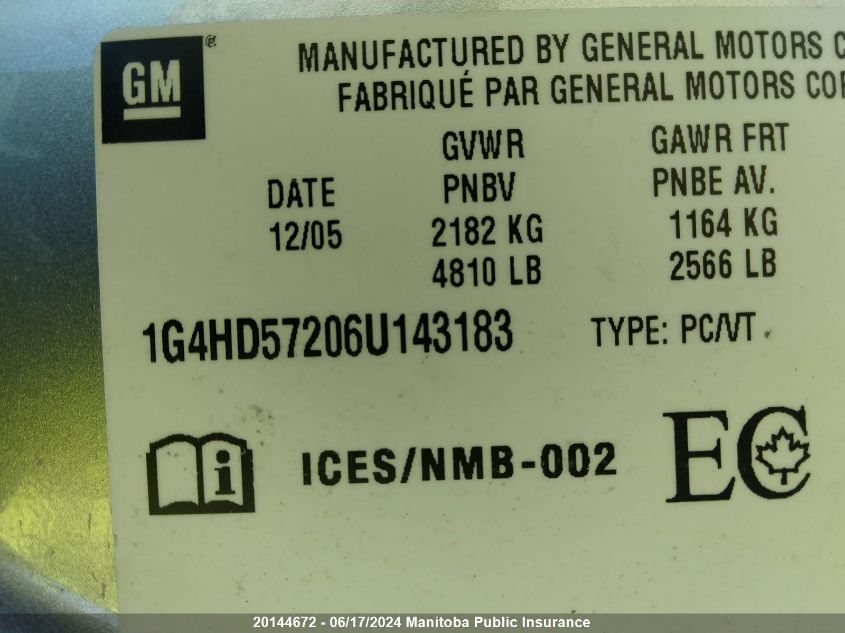 GM®
MANUFACTURED BY GENERAL MOTORS C
FABRIQUÉ PAR GENERAL MOTORS COR
DATE
12/05
GVWR
PNBV
2182 KG
4810 LB
GAWR FRT
PNBE AV.
1164 KG
2566 LB
1G4HD57206U143183 TYPE: PC/VT
i ICES/NMB-002 EC
20144672 - 06/17/2024 Manitoba Public Insurance